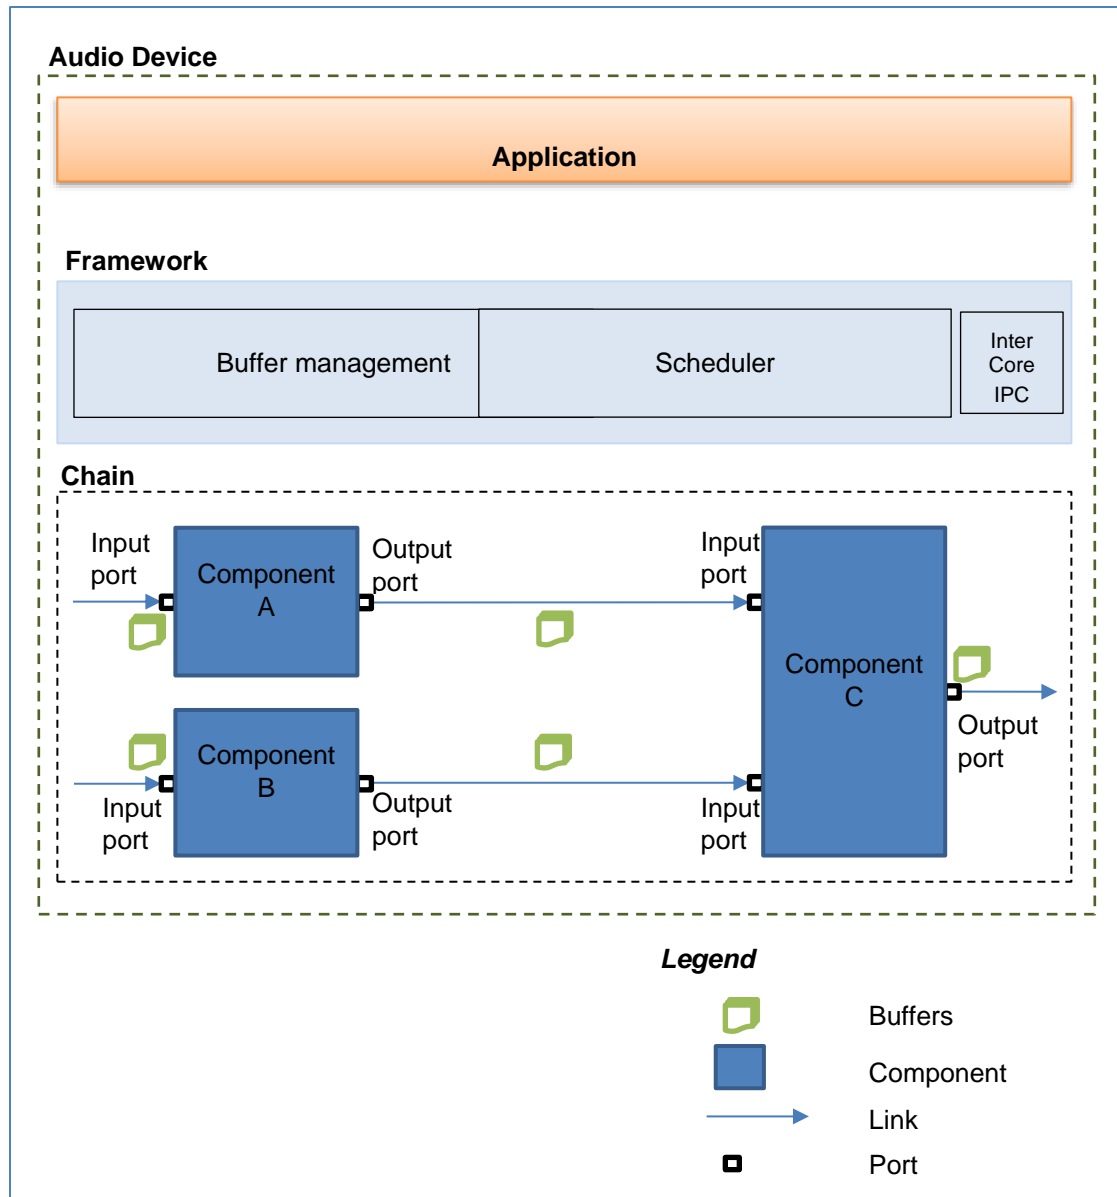 Audio Device
Application
Framework
Buffer management
Scheduler
Inter
Core
IPC
Chain
Input
port
Component
A
Output
port
Input
port
Component
C
Output
port
Component
B
Input
port
Output
port
Input
port
Legend
Buffers
Component
Link
Port